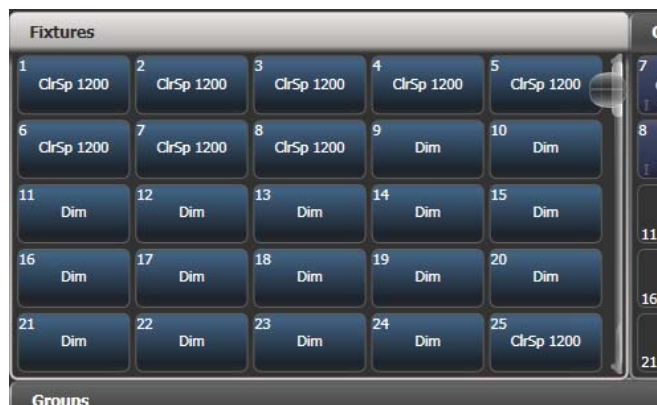 Fixtures
1 ClrSp 1200
2 ClrSp 1200
3 ClrSp 1200
4 ClrSp 1200
5 ClrSp 1200
7
6 ClrSp 1200
7 ClrSp 1200
8 ClrSp 1200
9 Dim
10 Dim
8
11 Dim
12 Dim
13 Dim
14 Dim
15 Dim
11
16 Dim
17 Dim
18 Dim
19 Dim
20 Dim
16
21 Dim
22 Dim
23 Dim
24 Dim
25 ClrSp 1200
21
Groups